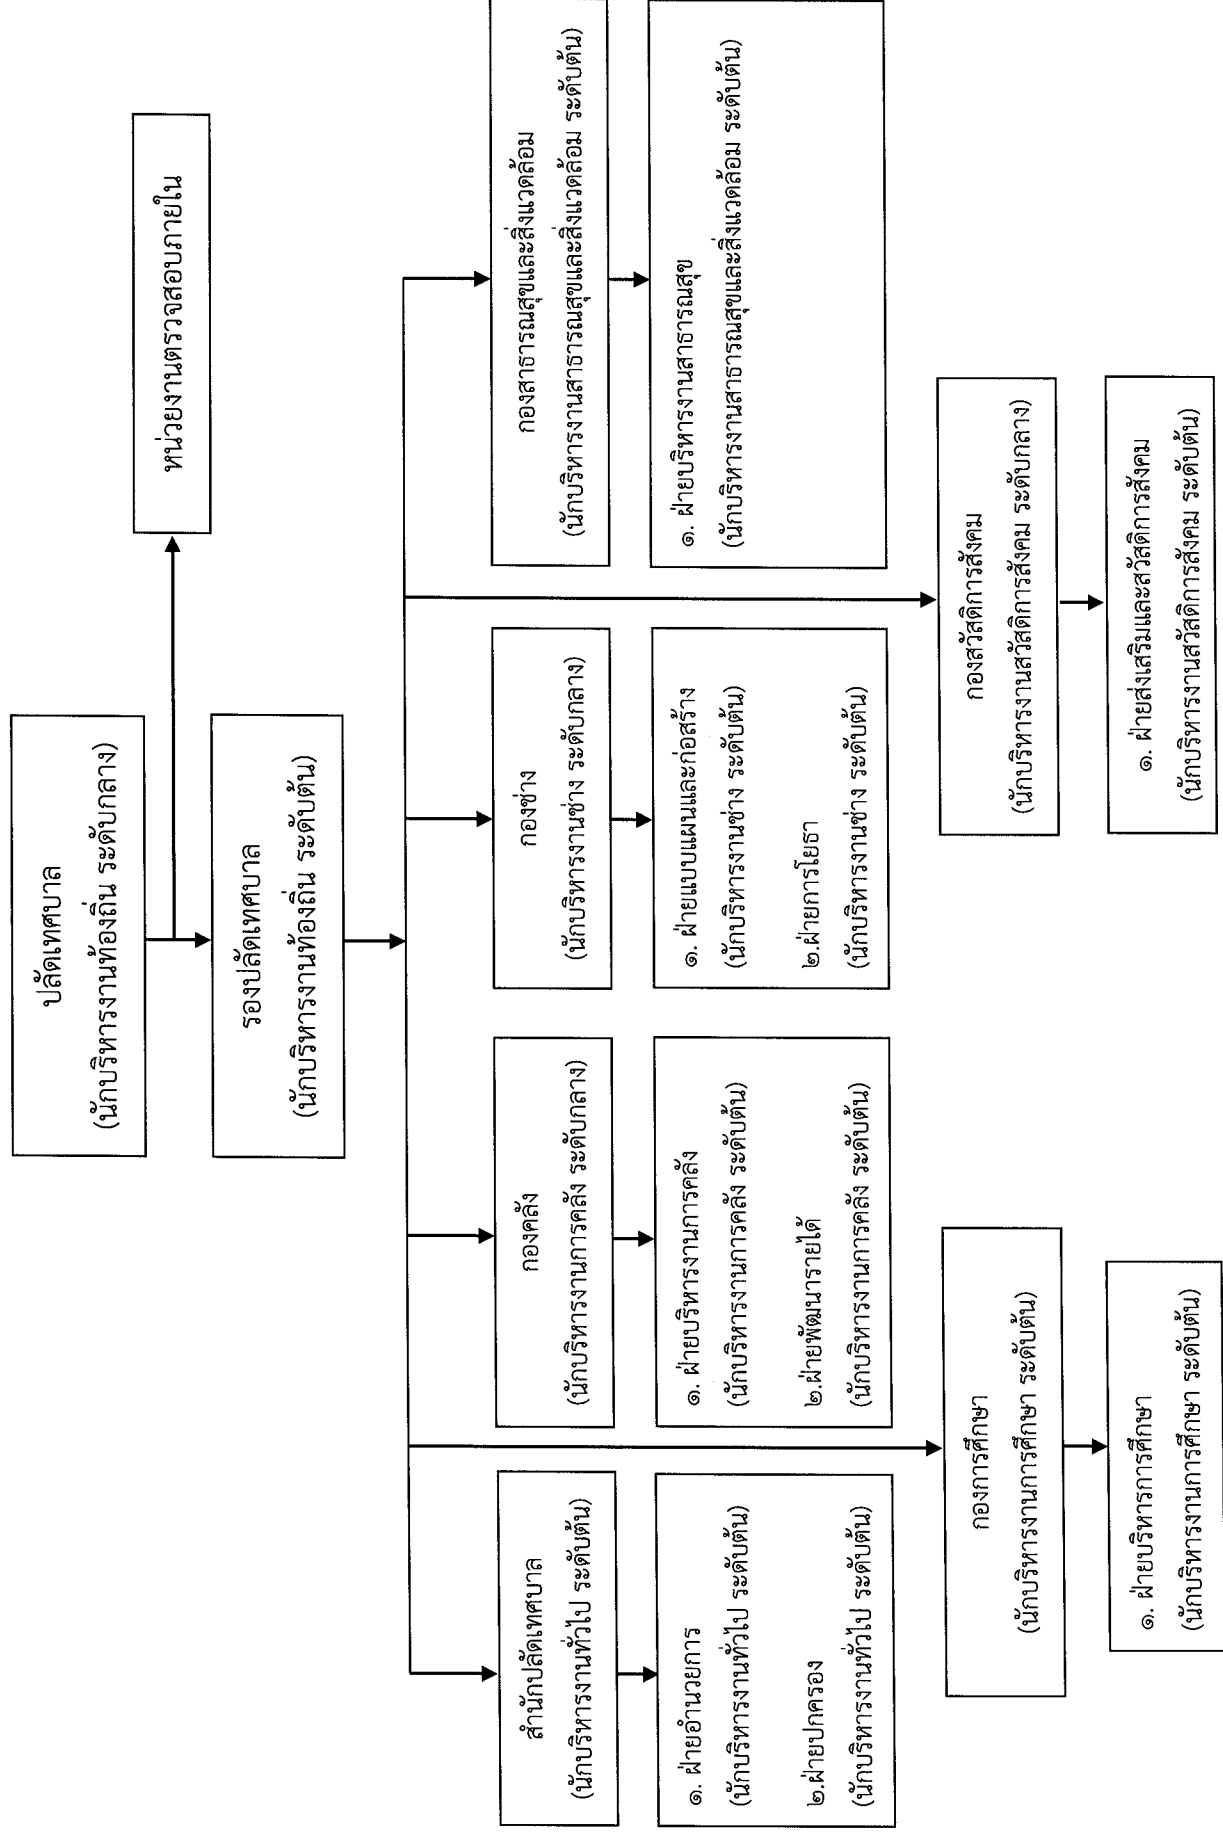 ปลัดเทศบาล
(นักบริหารงานท้องถิ่น ระดับกลาง)
หน่วยงานตรวจสอบภายใน
รองปลัดเทศบาล
(นักบริหารงานท้องถิ่น ระดับต้น)
สำนักปลัดเทศบาล
(นักบริหารงานทั่วไป ระดับต้น)
๑. ฝ่ายอำนวยการ
(นักบริหารงานทั่วไป ระดับต้น)
๒.ฝ่ายปกครอง
(นักบริหารงานทั่วไป ระดับต้น)
กองคลัง
(นักบริหารงานการคลัง ระดับกลาง)
๑. ฝ่ายบริหารงานการคลัง
(นักบริหารงานการคลัง ระดับต้น)
๒.ฝ่ายพัฒนารายได้
(นักบริหารงานการคลัง ระดับต้น)
กองช่าง
(นักบริหารงานช่าง ระดับกลาง)
๑. ฝ่ายแบบแผนและก่อสร้าง
(นักบริหารงานช่าง ระดับต้น)
๒.ฝ่ายการโยธา
(นักบริหารงานช่าง ระดับต้น)
กองสาธารณสุขและสิ่งแวดล้อม
(นักบริหารงานสาธารณสุขและสิ่งแวดล้อม ระดับต้น)
๑. ฝ่ายบริหารงานสาธารณสุข
(นักบริหารงานสาธารณสุขและสิ่งแวดล้อม ระดับต้น)
กองการศึกษา
(นักบริหารงานการศึกษา ระดับต้น)
๑. ฝ่ายบริหารการศึกษา
(นักบริหารงานการศึกษา ระดับต้น)
กองสวัสดิการสังคม
(นักบริหารงานสวัสดิการสังคม ระดับกลาง)
๑. ฝ่ายส่งเสริมและสวัสดิการสังคม
(นักบริหารงานสวัสดิการสังคม ระดับต้น)